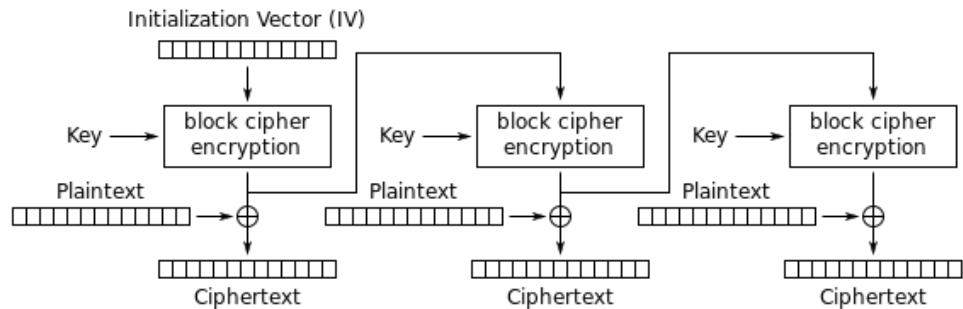 Initialization Vector (IV)
Key
block cipher
encryption
Key
block cipher
encryption
Key
block cipher
encryption
Plaintext
Plaintext
Plaintext
Ciphertext
Ciphertext
Ciphertext